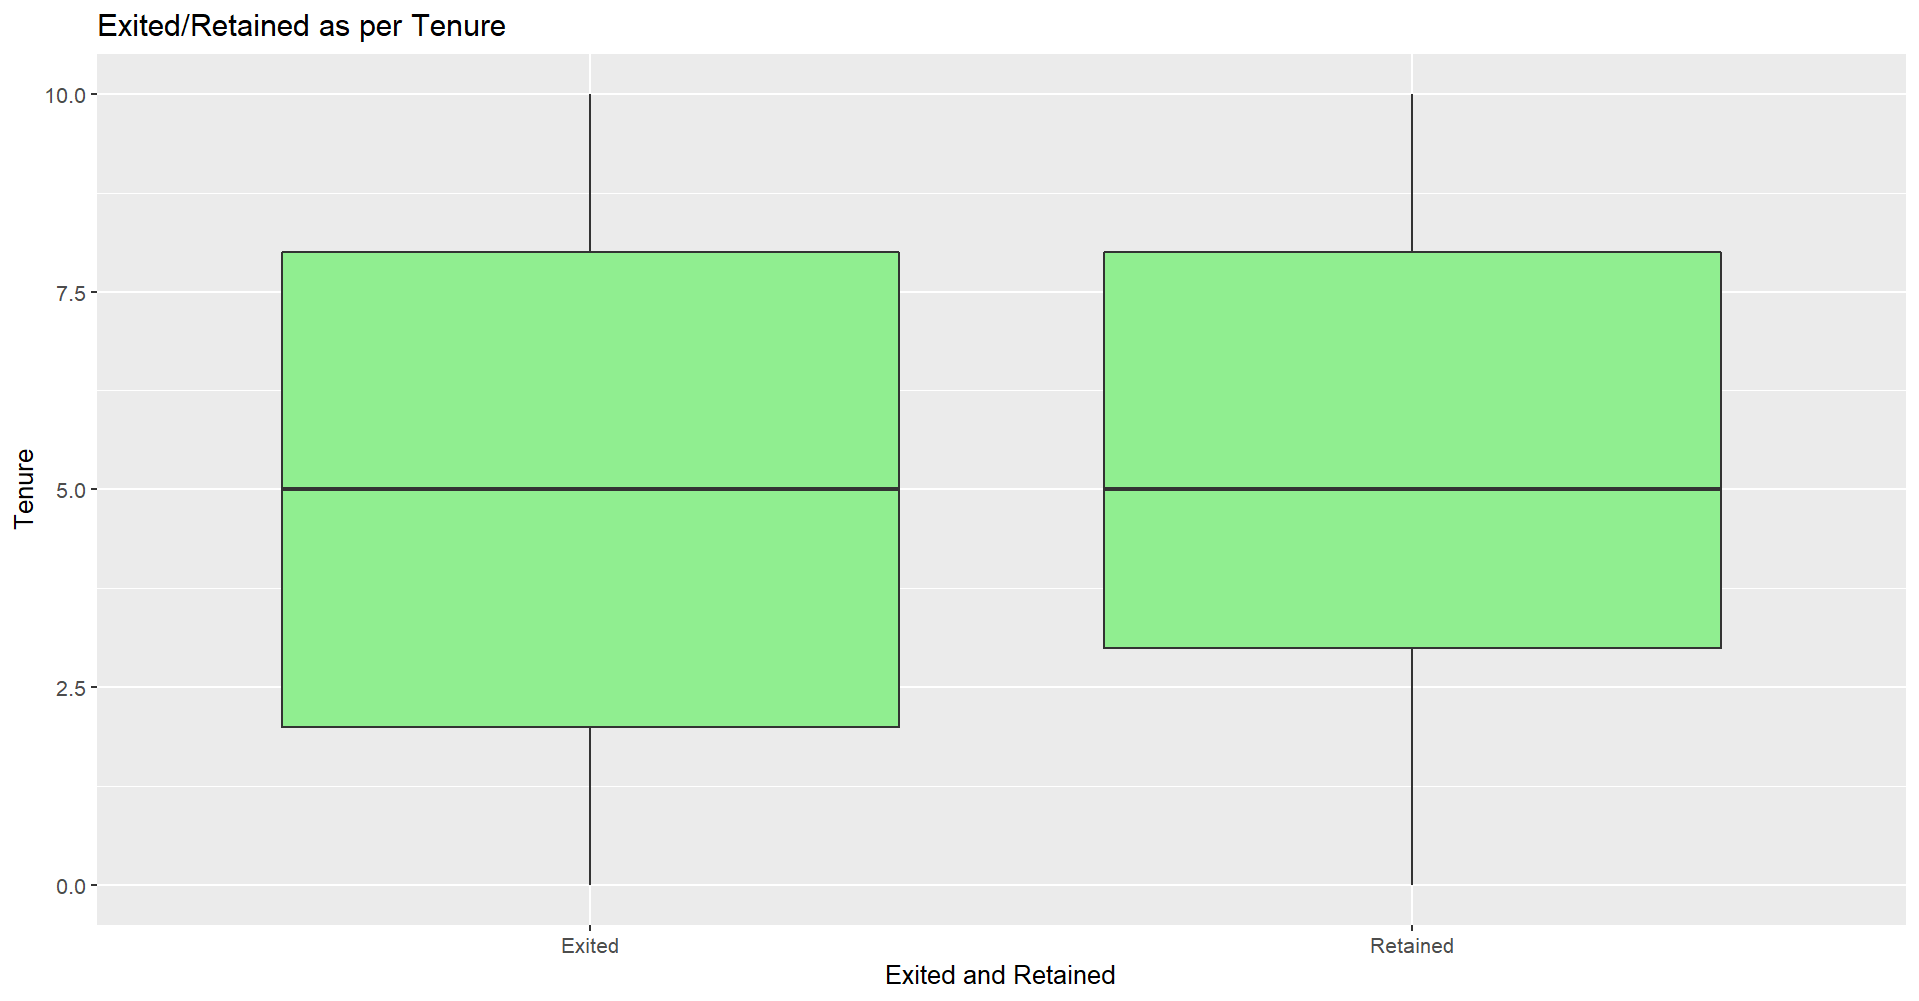 Exited/Retained as per Tenure
10.0
7.5
5.0
2.5
0.0
Tenure
Exited
Retained
Exited and Retained